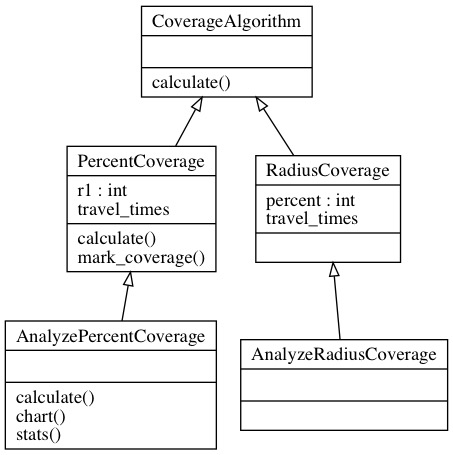 CoverageAlgorithm
calculate()
PercentCoverage
r1 : int
travel_times
calculate()
mark_coverage()
RadiusCoverage
percent : int
travel_times
AnalyzePercentCoverage
calculate()
chart()
stats()
AnalyzeRadiusCoverage